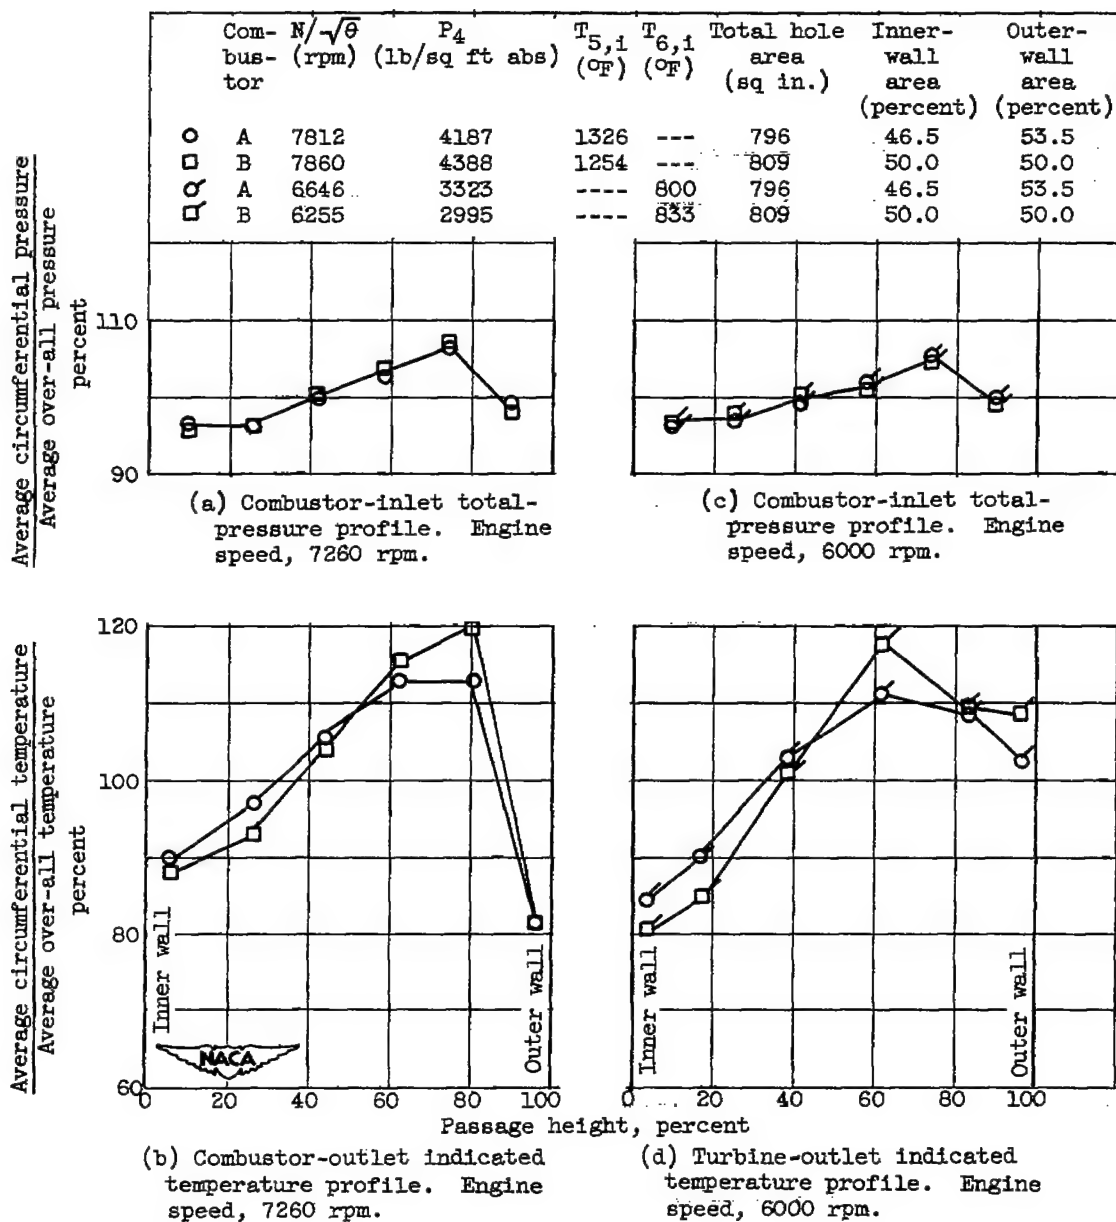 Com-bus-tor N/√θ (rpm) P4 (lb/sq ft abs) T5,i (°F) T6,i (°F) Total hole area (sq in.) Inner-wall area (percent) Outer-wall area (percent)
A 7812 4187 1326 --- 796 46.5 53.5
B 7860 4388 1254 --- 809 50.0 50.0
A 6646 3323 ---- 800 796 46.5 53.5
B 6255 2995 ---- 833 809 50.0 50.0
Average circumferential pressure
Average over-all pressure
percent
110
90
(a) Combustor-inlet total-
pressure profile. Engine
speed, 7260 rpm.
(c) Combustor-inlet total-
pressure profile. Engine
speed, 6000 rpm.
Average circumferential temperature
Average over-all temperature
percent
120
100
80
60
Inner wall
Outer wall
NACA
Inner wall
Outer wall
0 20 40 60 80 100
0 20 40 60 80 100
Passage height, percent
(b) Combustor-outlet indicated
temperature profile. Engine
speed, 7260 rpm.
(d) Turbine-outlet indicated
temperature profile. Engine
speed, 6000 rpm.